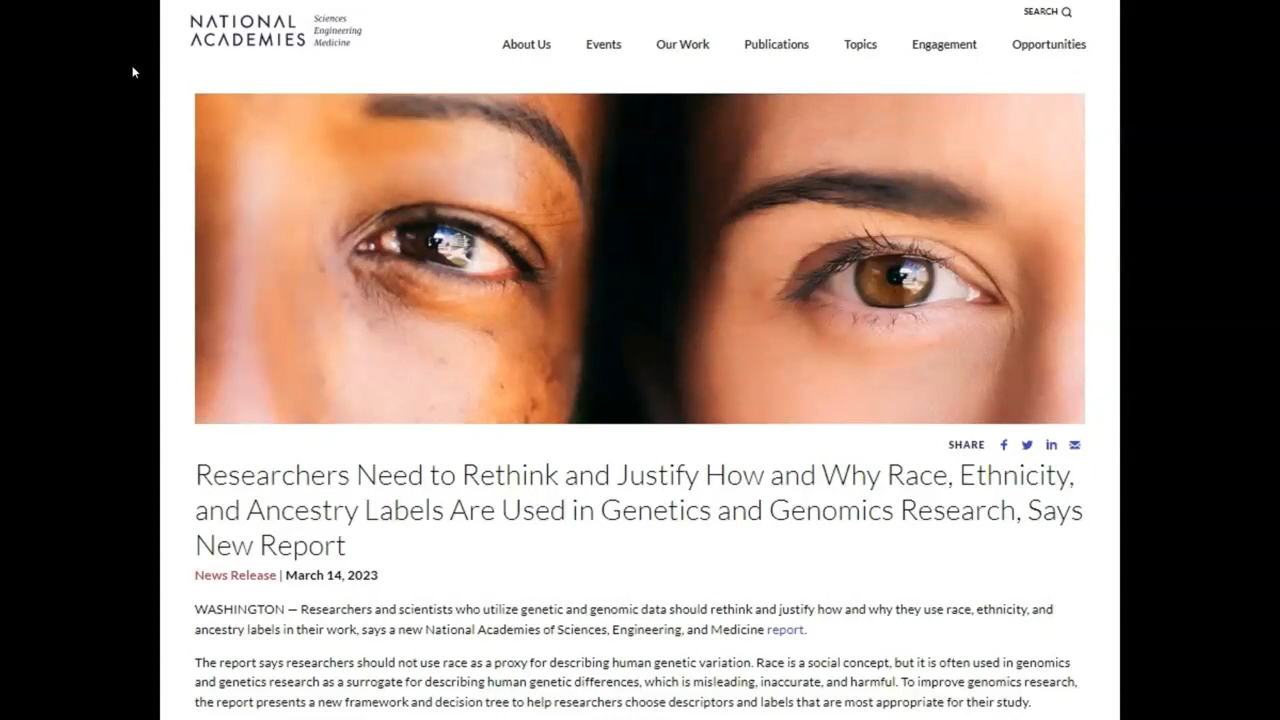 NATIONAL
ACADEMIES
Sciences
Engineering
Medicine
SEARCH
About Us Events Our Work Publications Topics Engagement Opportunities
SHARE
Researchers Need to Rethink and Justify How and Why Race, Ethnicity,
and Ancestry Labels Are Used in Genetics and Genomics Research, Says
New Report
News Release | March 14, 2023
WASHINGTON — Researchers and scientists who utilize genetic and genomic data should rethink and justify how and why they use race, ethnicity, and
ancestry labels in their work, says a new National Academies of Sciences, Engineering, and Medicine report.
The report says researchers should not use race as a proxy for describing human genetic variation. Race is a social concept, but it is often used in genomics
and genetics research as a surrogate for describing human genetic differences, which is misleading, inaccurate, and harmful. To improve genomics research,
the report presents a new framework and decision tree to help researchers choose descriptors and labels that are most appropriate for their study.